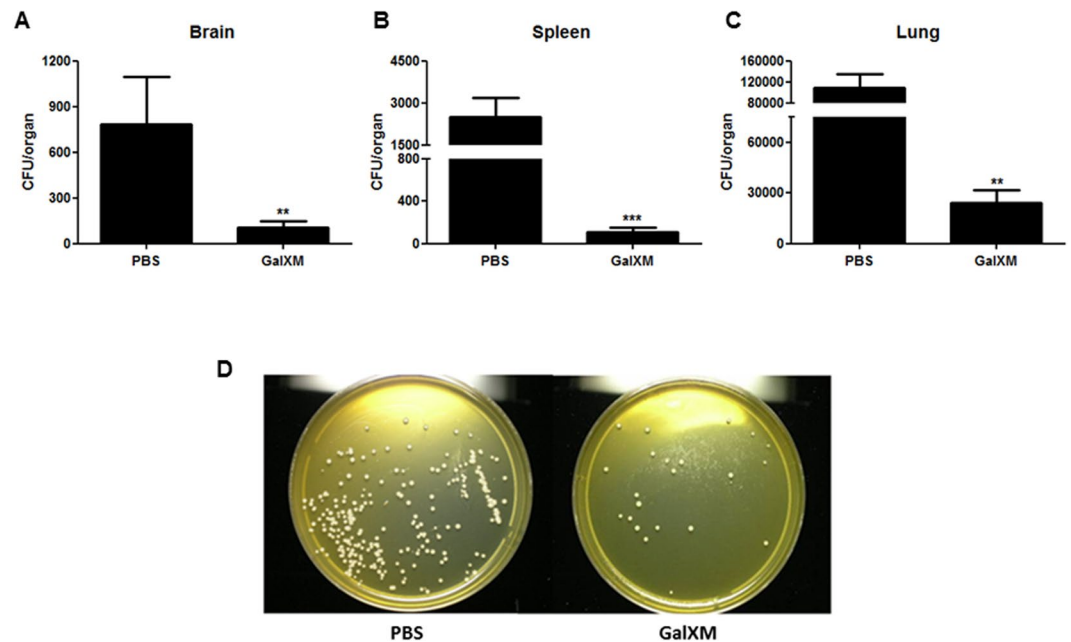 A
Brain
CFU/organ
1200
900
600
300
0
**
PBS
GalXM
B
Spleen
CFU/organ
4500
3000
1500
800
400
0
***
PBS
GalXM
C
Lung
CFU/organ
160000
120000
80000
60000
30000
0
**
PBS
GalXM
D
PBS
GalXM